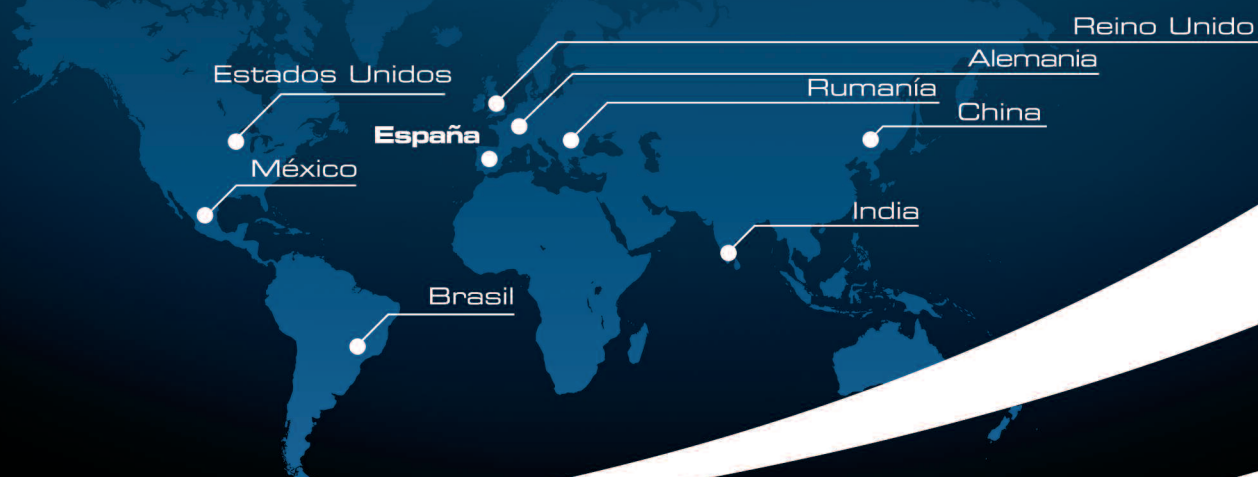 Reino Unido
Alemania
Estados Unidos
Rumanía
China
España
México
India
Brasil